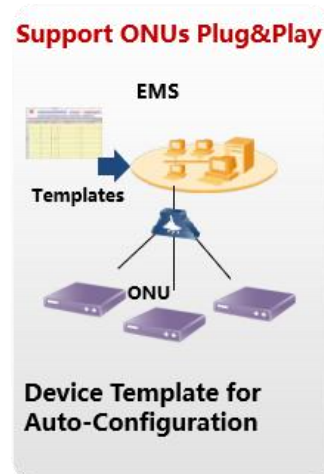 Support ONUs Plug&Play
EMS
Templates
ONU
Device Template for
Auto-Configuration